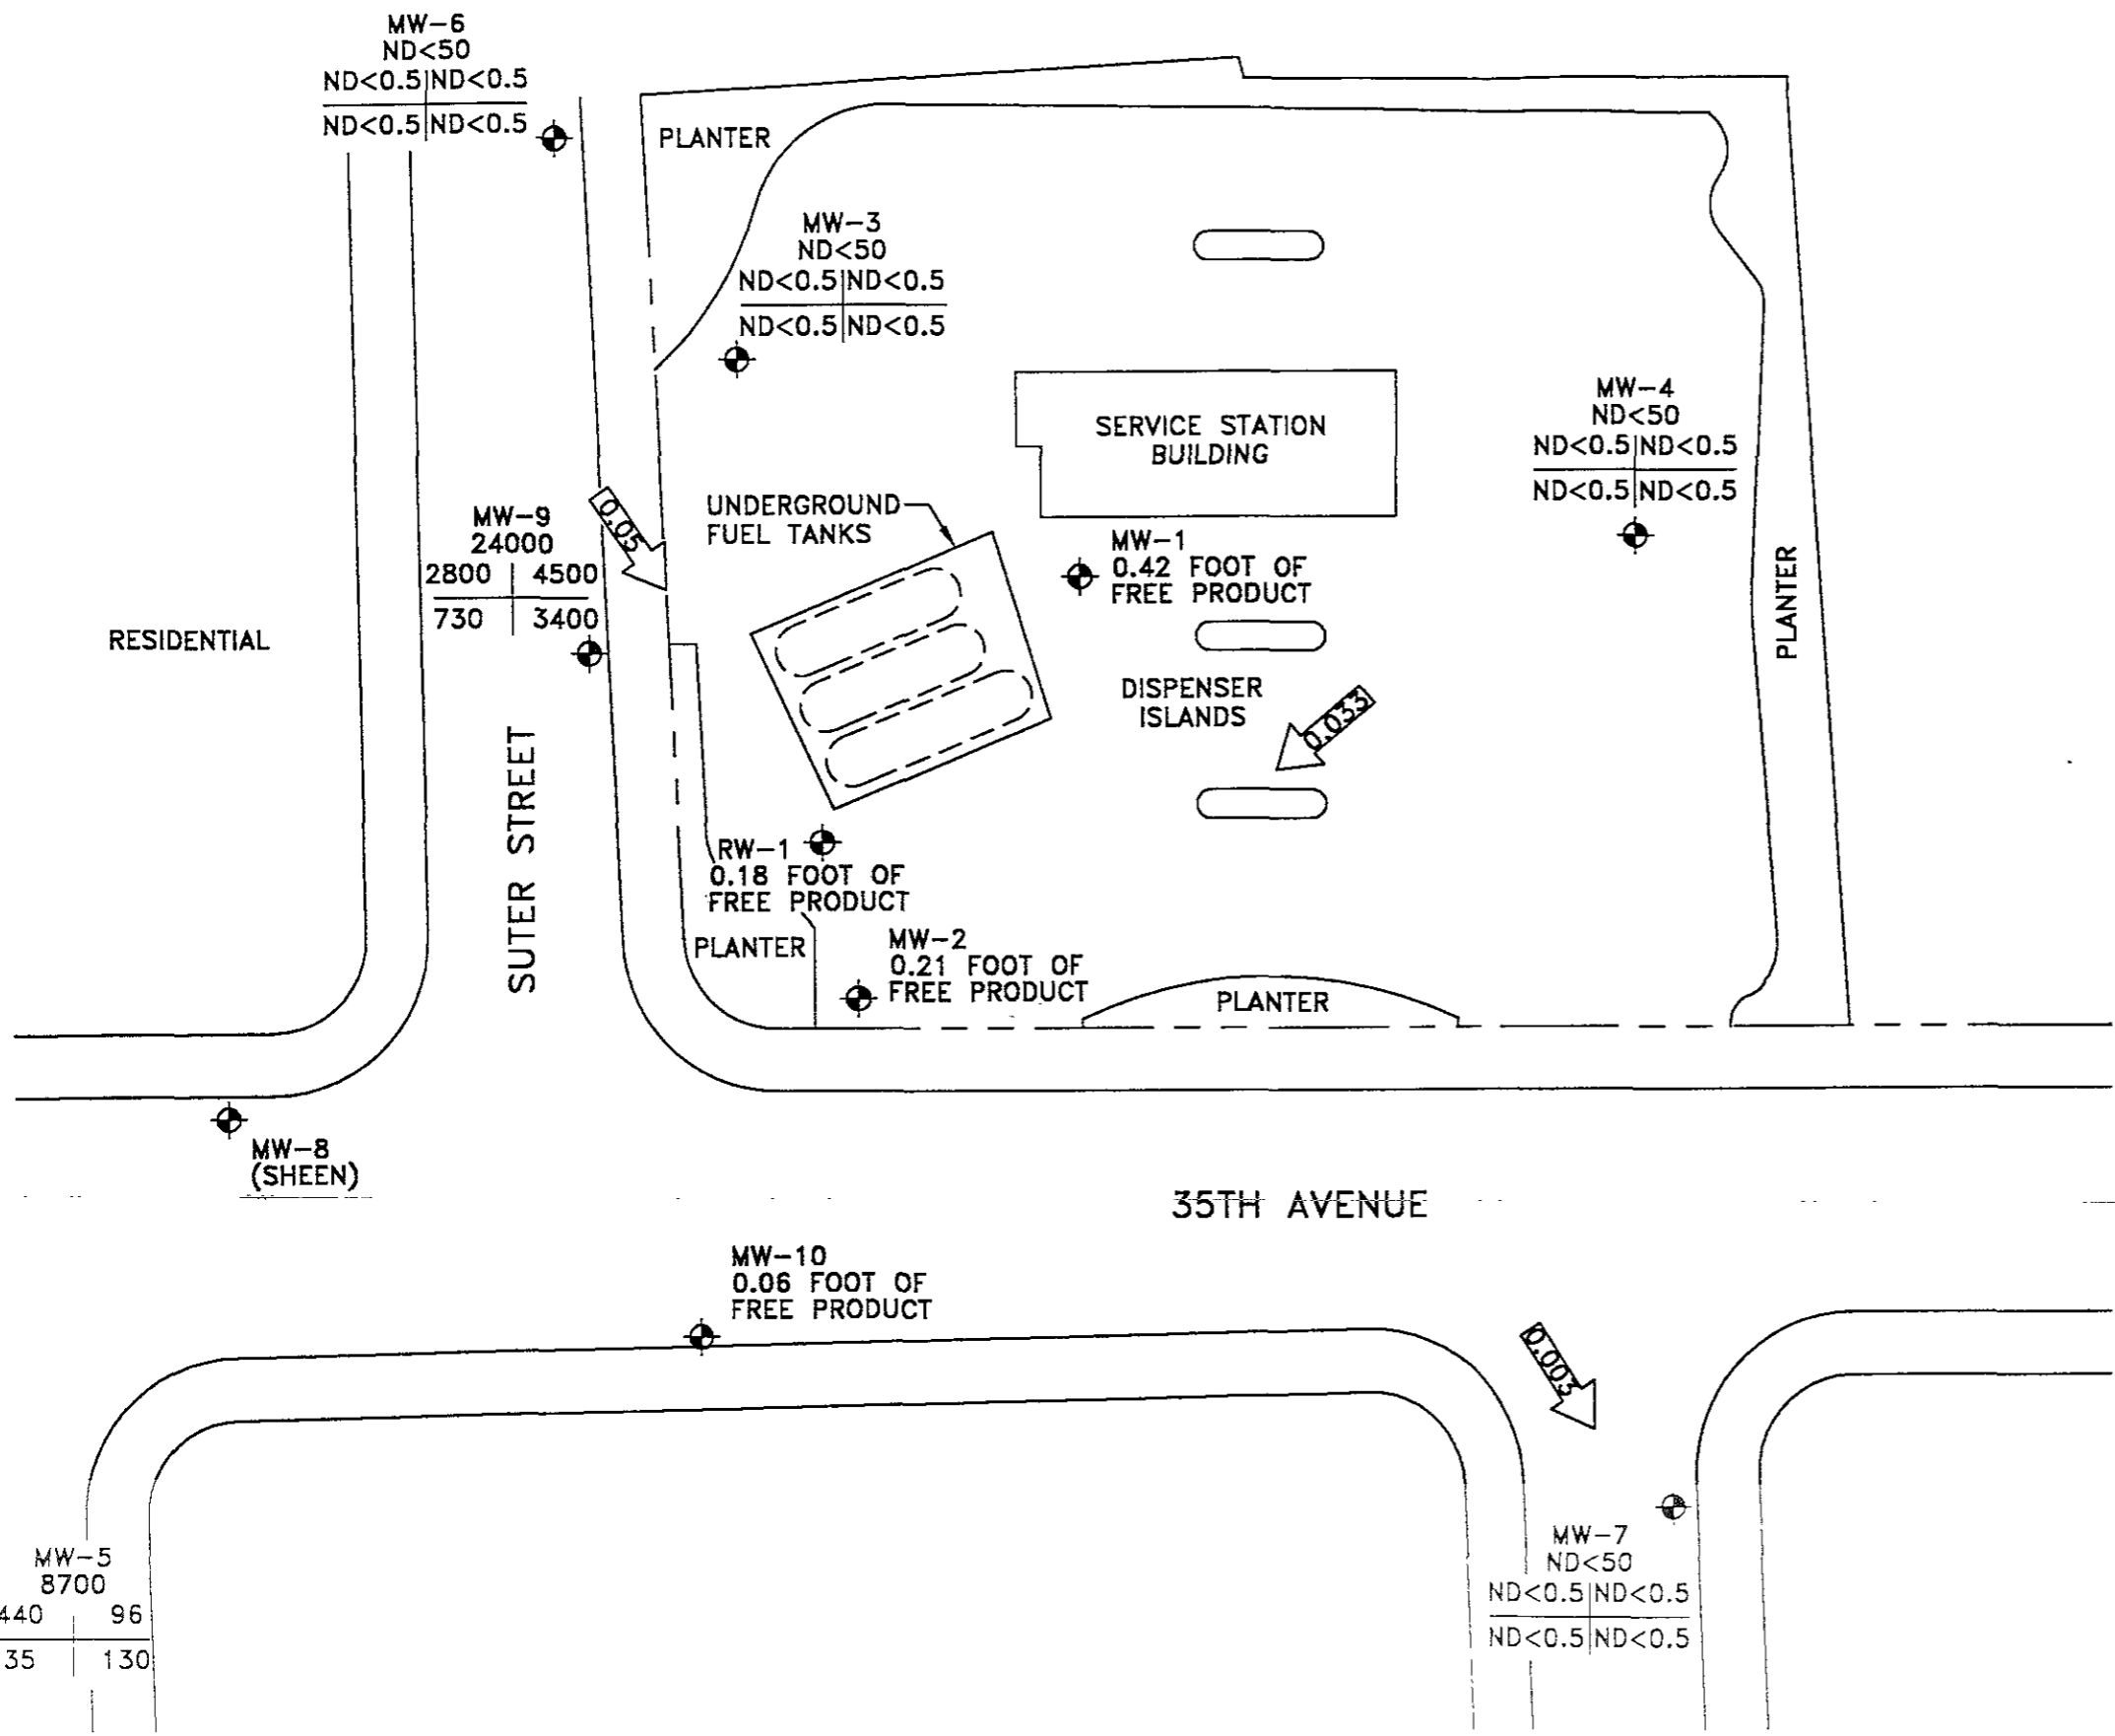 MW-6
ND<50
ND<0.5 ND<0.5
ND<0.5 ND<0.5
PLANTER
MW-3
ND<50
ND<0.5 ND<0.5
ND<0.5 ND<0.5
SERVICE STATION
BUILDING
MW-4
ND<50
ND<0.5 ND<0.5
ND<0.5 ND<0.5
UNDERGROUND
FUEL TANKS
0.05
MW-9
24000
2800 4500
730 3400
MW-1
0.42 FOOT OF
FREE PRODUCT
PLANTER
RESIDENTIAL
DISPENSER
ISLANDS
0.033
SUTER STREET
RW-1
0.18 FOOT OF
FREE PRODUCT
PLANTER
MW-2
0.21 FOOT OF
FREE PRODUCT
PLANTER
MW-8
(SHEEN)
35TH AVENUE
MW-10
0.06 FOOT OF
FREE PRODUCT
0.003
MW-7
ND<50
ND<0.5 ND<0.5
ND<0.5 ND<0.5
MW-5
8700
440 96
35 130